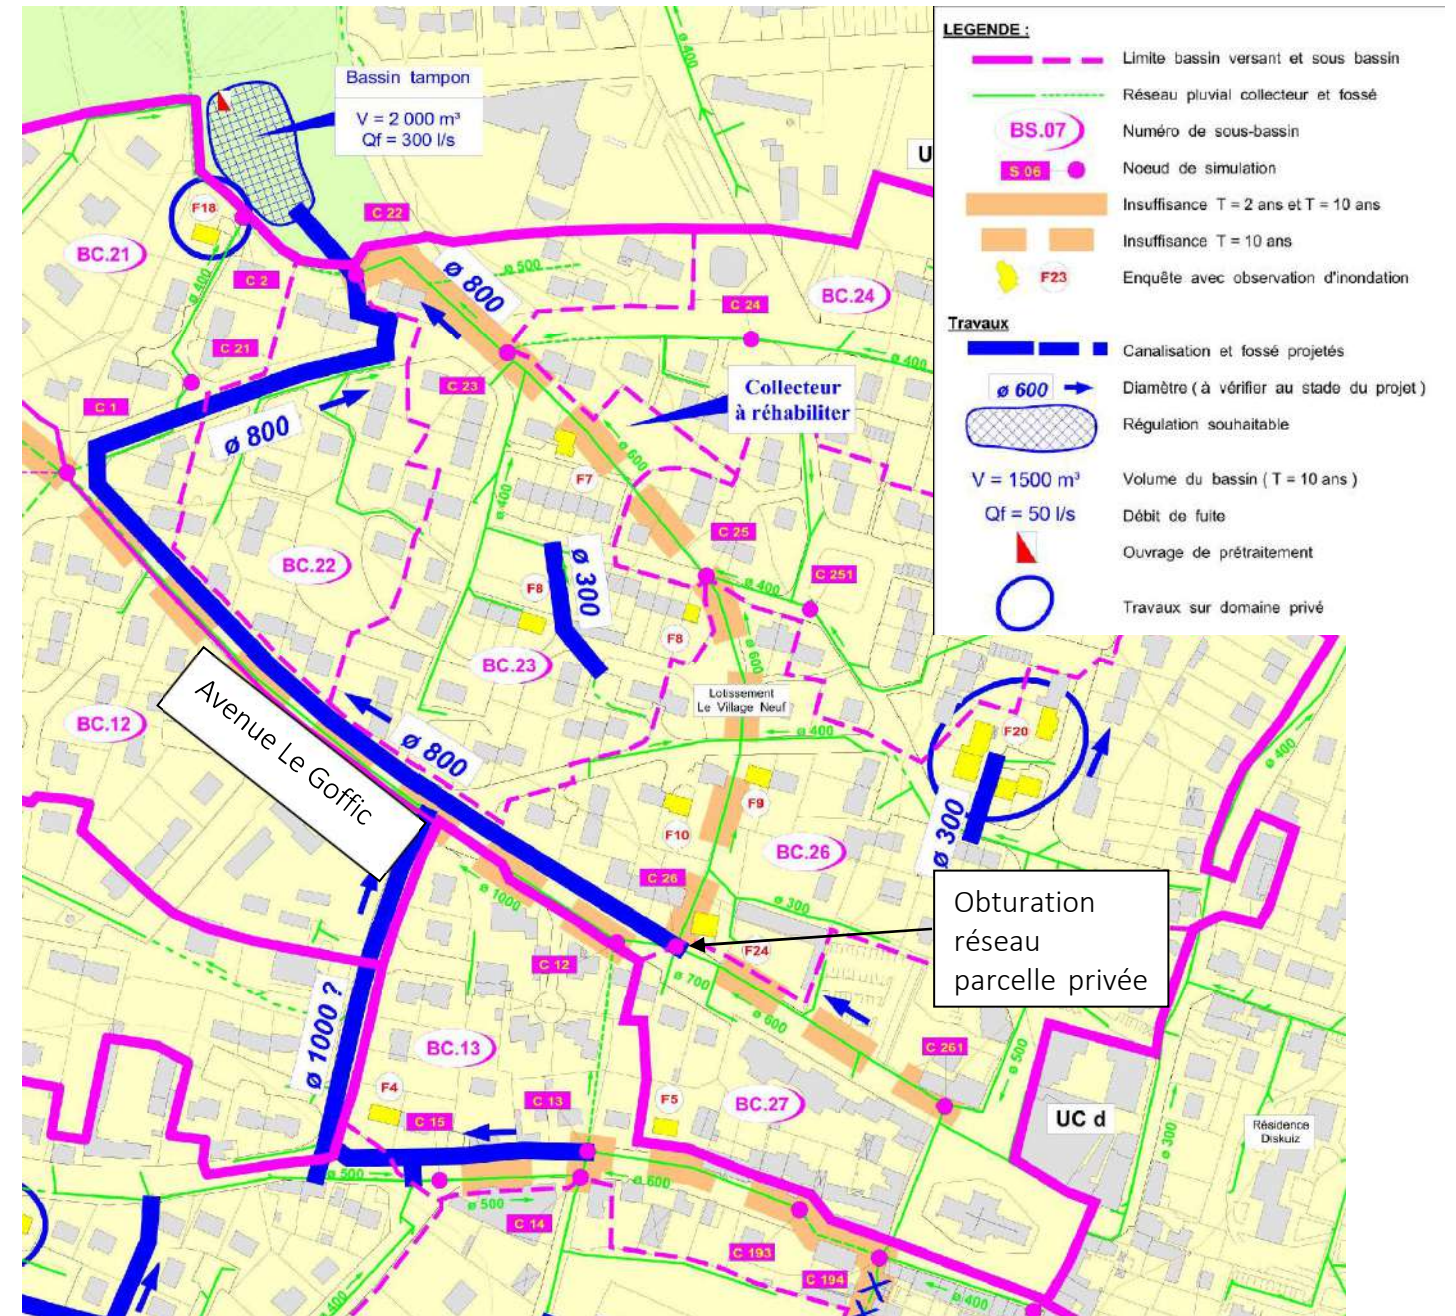 LEGENDE :
Limite bassin versant et sous bassin
Réseau pluvial collecteur et fossé
BS.07 Numéro de sous-bassin
S 06 Noeud de simulation
Insuffisance T = 2 ans et T = 10 ans
Insuffisance T = 10 ans
F23 Enquête avec observation d'inondation
Travaux
Canalisation et fossé projetés
ø 600 Diamètre ( à vérifier au stade du projet )
Régulation souhaitable
V = 1500 m³ Volume du bassin ( T = 10 ans )
Qf = 50 l/s Débit de fuite
Ouvrage de prétraitement
Travaux sur domaine privé
ø 400
Bassin tampon
V = 2 000 m³
Qf = 300 l/s
U
F18
C 22
BC.21
C 2
ø 400
ø 500
ø 800
BC.24
C 24
C 21
C 23
ø 400
Collecteur
à réhabiliter
C 1
ø 800
ø 600
F7
ø 400
C 25
BC.22
ø 300
F8
ø 400
C 251
F8
BC.23
ø 600
Lotissement
Le Village Neuf
Avenue Le Goffic
BC.12
ø 800
ø 400
F20
ø 400
F9
F10
BC.26
ø 300
C 26
ø 1000
ø 300
Obturation
réseau
parcelle privée
F24
C 12
ø 700
ø 600
ø 1000 ?
BC.13
C 261
ø 500
F4
C 15
C 13
F5
BC.27
UC d
ø 300
Résidence
Diskuiz
ø 500
ø 500
ø 600
C 14
C 193
C 194
ø 400
ø 400